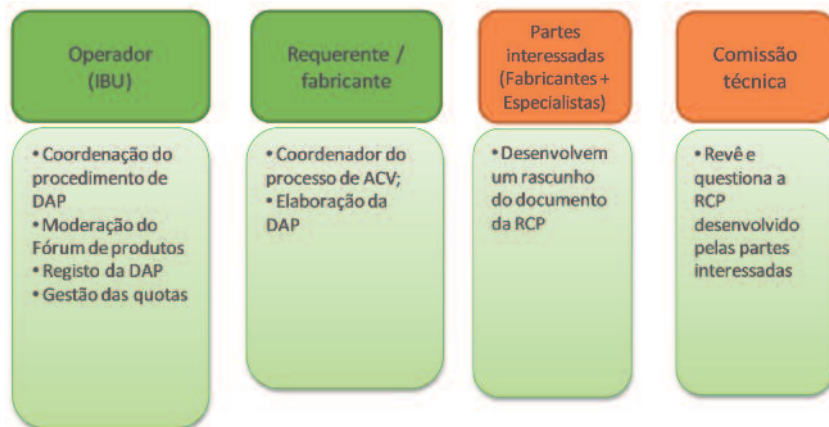 Operador
(IBU)
• Coordenação do
procedimento de
DAP
• Moderação do
Fórum de produtos
• Registo da DAP
• Gestão das quotas
Requerente /
fabricante
• Coordenador do
processo de ACV;
• Elaboração da
DAP
Partes
interessadas
(Fabricantes +
Especialistas)
• Desenvolvem
um rascunho
do documento
da RCP
Comissão
técnica
• Revê e
questiona a
RCP
desenvolvido
pelas partes
interessadas